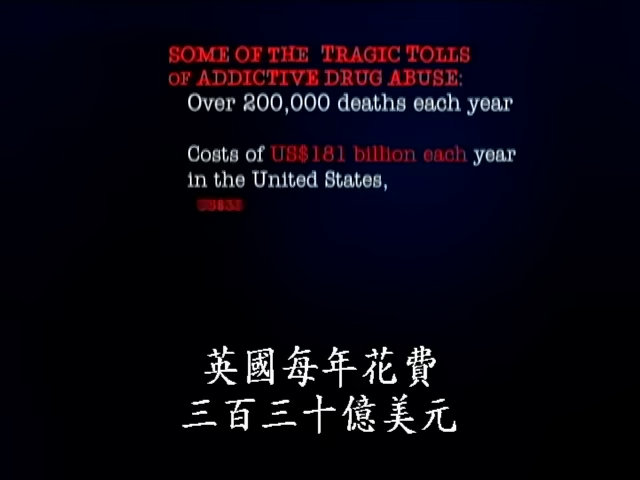 SOME OF THE TRAGIC TOLLS
OF ADDICTIVE DRUG ABUSE:
Over 200,000 deaths each year
Costs of US$181 billion each year
in the United States,
英國每年花費
三百三十億美元